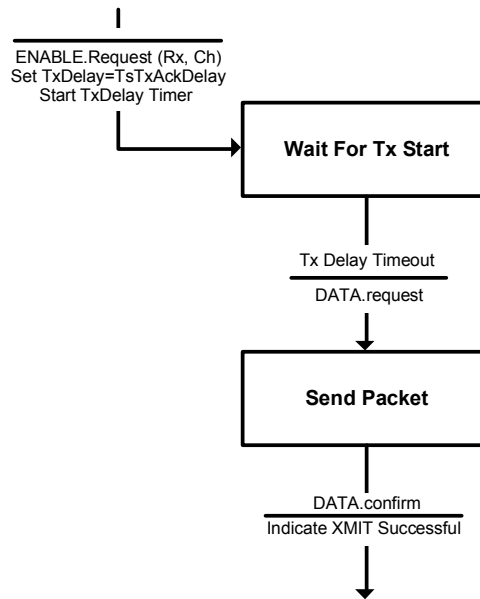 ENABLE.Request (Rx, Ch)
Set TxDelay=TsTxAckDelay
Start TxDelay Timer
Wait For Tx Start
Tx Delay Timeout
DATA.request
Send Packet
DATA.confirm
Indicate XMIT Successful